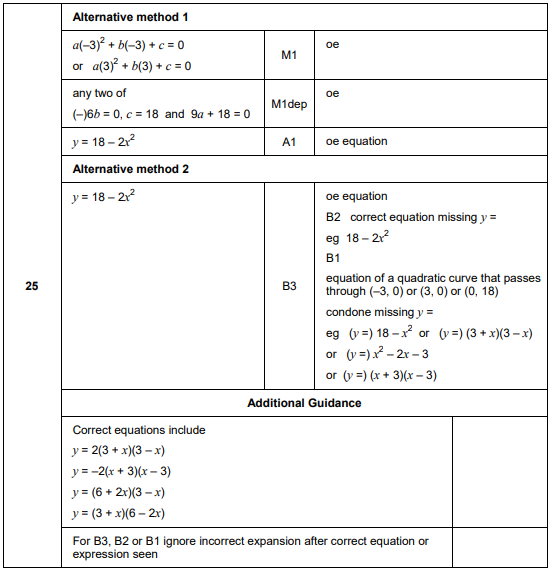 Alternative method 1
a(–3)² + b(–3) + c = 0
or a(3)² + b(3) + c = 0
M1
oe
any two of
(–)6b = 0, c = 18 and 9a + 18 = 0
M1dep
oe
y = 18 – 2x²
A1
oe equation
Alternative method 2
25
y = 18 – 2x²
B3
oe equation
B2 correct equation missing y =
eg 18 – 2x²
B1
equation of a quadratic curve that passes
through (–3, 0) or (3, 0) or (0, 18)
condone missing y =
eg (y =) 18 – x² or (y =) (3 + x)(3 – x)
or (y =) x² – 2x – 3
or (y =) (x + 3)(x – 3)
Additional Guidance
Correct equations include
y = 2(3 + x)(3 – x)
y = –2(x + 3)(x – 3)
y = (6 + 2x)(3 – x)
y = (3 + x)(6 – 2x)
For B3, B2 or B1 ignore incorrect expansion after correct equation or
expression seen